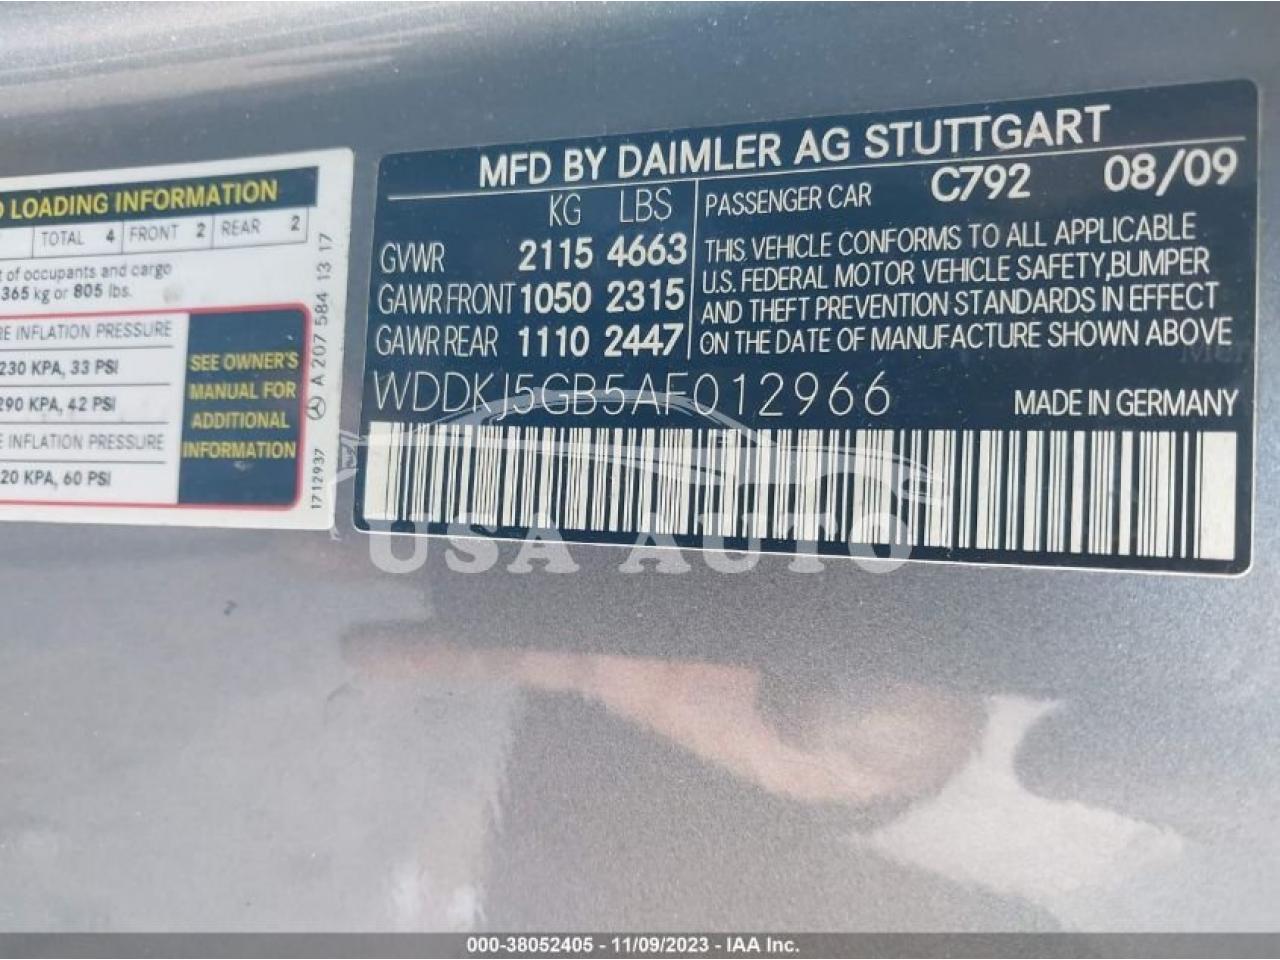 D LOADING INFORMATION
TOTAL 4 FRONT 2 REAR 2
t of occupants and cargo
365 kg or 805 lbs.
RE INFLATION PRESSURE
230 KPA, 33 PSI
290 KPA, 42 PSI
E INFLATION PRESSURE
20 KPA, 60 PSI
SEE OWNER'S
MANUAL FOR
ADDITIONAL
INFORMATION
1712937 A 207 584 13 17
MFD BY DAIMLER AG STUTTGART
KG LBS
GVWR 2115 4663
GAWR FRONT 1050 2315
GAWR REAR 1110 2447
PASSENGER CAR C792 08/09
THIS VEHICLE CONFORMS TO ALL APPLICABLE
U.S. FEDERAL MOTOR VEHICLE SAFETY,BUMPER
AND THEFT PREVENTION STANDARDS IN EFFECT
ON THE DATE OF MANUFACTURE SHOWN ABOVE
WDDKJ5GB5AF012966 MADE IN GERMANY
USA AUTO
000-38052405 - 11/09/2023 - IAA Inc.